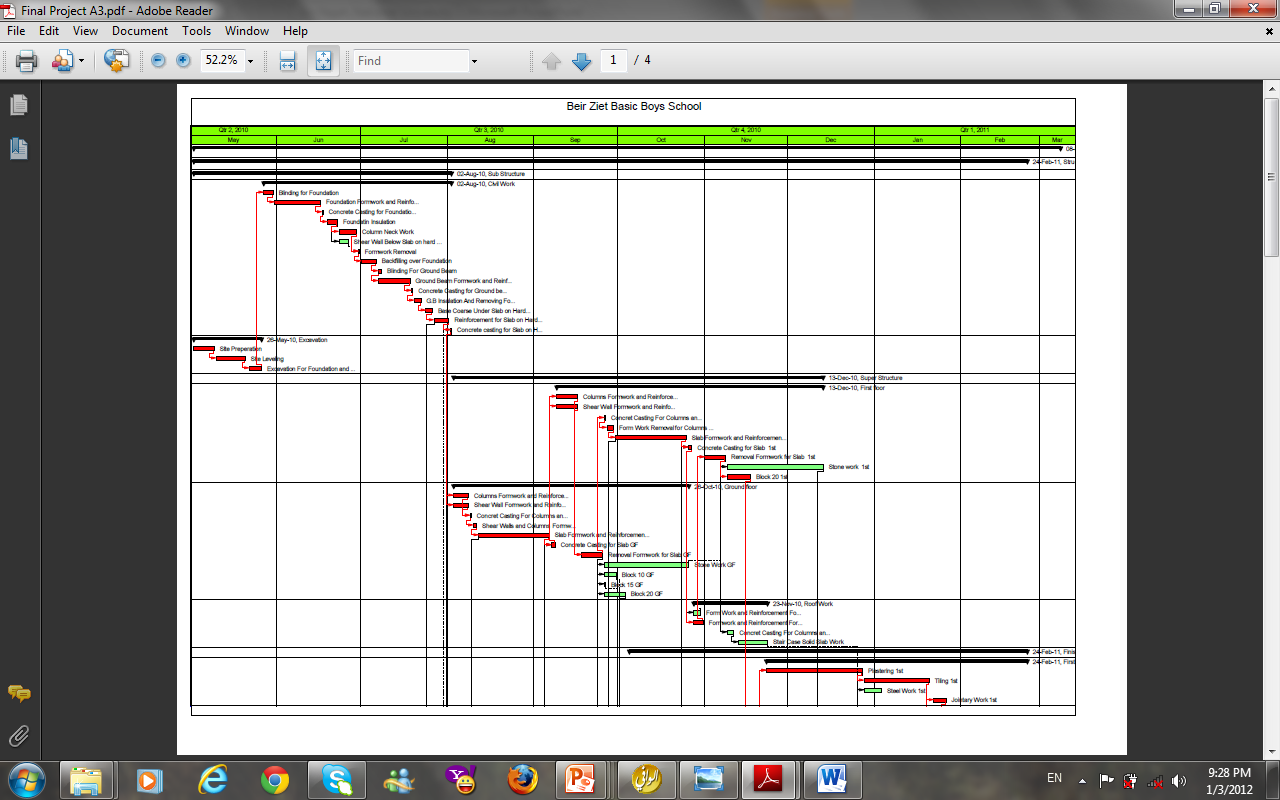 Final Project A3.pdf - Adobe Reader
File Edit View Document Tools Window Help
52.2% Find 1 / 4
Beir Ziet Basic Boys School
Qtr 2, 2010 Qtr 3, 2010 Qtr 4, 2010 Qtr 1, 2011
May Jun Jul Aug Sep Oct Nov Dec Jan Feb Mar
08-
24-Feb-11, Stru
02-Aug-10, Sub Structure
02-Aug-10, Civil Work
Blinding for Foundation
Foundation Formwork and Reinfo...
Concrete Casting for Foundatio...
Foundatin Insulation
Column Neck Work
Shear Wall Below Slab on hard ...
Formwork Removal
Backfilling over Foundation
Blinding For Ground Beam
Ground Beam Formwork and Reinf...
Concrete Casting for Ground be...
G.B Insulation And Removing Fo...
Base Coarse Under Slab on Hard...
Reinforcement for Slab on Hard...
Concrete casting for Slab on H...
26-May-10, Excavation
Site Preperation
Site Leveling
Excavation For Foundation and ...
13-Dec-10, Super Structure
13-Dec-10, First floor
Columns Formwork and Reinforce...
Shear Wall Formwork and Reinfo...
Concret Casting For Columns an...
Form Work Removal for Columns ...
Slab Formwork and Reinforcemen...
Concrete Casting for Slab 1st
Removal Formwork for Slab 1st
Stone work 1st
Block 20 1st
26-Oct-10, Ground floor
Columns Formwork and Reinforce...
Shear Wall Formwork and Reinfo...
Concret Casting For Columns an...
Shear Walls and Columns Formw...
Slab Formwork and Reinforcemen...
Concrete Casting for Slab GF
Removal Formwork for Slab GF
Stone Work GF
Block 10 GF
Block 15 GF
Block 20 GF
23-Nov-10, Roof Work
Form Work and Reinforcement Fo...
Formwork and Reinforcement For...
Concret Casting For Columns an...
Stair Case Solid Slab Work
24-Feb-11, Finis
24-Feb-11, First
Plastering 1st
Tiling 1st
Steel Work 1st
Jointary Work 1st
EN 9:28 PM
1/3/2012